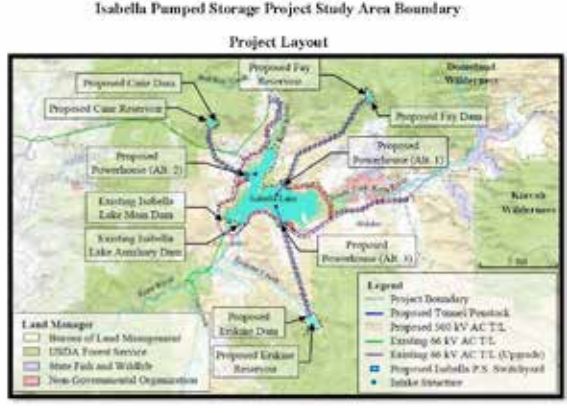 Isabella Pumped Storage Project Study Area Boundary
Project Layout
Proposed Fay
Reservoir
Proposed Cane Dam
Wilderness
Proposed Cane Reservoir
Proposed Fay Dam
Proposed
Powerhouse (Alt. 2)
Proposed
Powerhouse (Alt. 1)
Isabella Lake
Wilderness
Existing Isabella
Lake Main Dam
Existing Isabella
Lake Auxiliary Dam
Proposed
Powerhouse (Alt. 3)
Proposed
Erskine Dam
Proposed Erskine
Reservoir
Land Manager
Bureau of Land Management
USDA Forest Service
State Fish and Wildlife
Non-Governmental Organization
Legend
Project Boundary
Proposed Tunnel/Penstock
Proposed 500 kV AC T/L
Existing 66 kV AC T/L
Existing 66 kV AC T/L (Upgrade)
Proposed Isabella P.S. Switchyard
Intake Structure